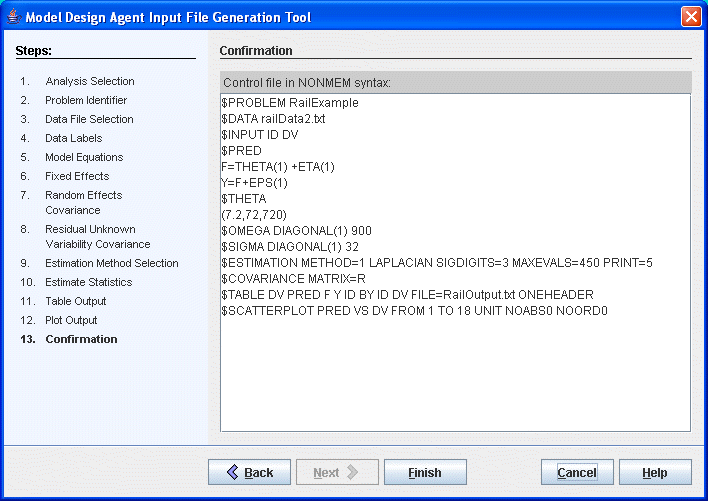 Model Design Agent Input File Generation Tool
Steps:
1. Analysis Selection
2. Problem Identifier
3. Data File Selection
4. Data Labels
5. Model Equations
6. Fixed Effects
7. Random Effects
Covariance
8. Residual Unknown
Variability Covariance
9. Estimation Method Selection
10. Estimate Statistics
11. Table Output
12. Plot Output
13. Confirmation
Confirmation
Control file in NONMEM syntax:
$PROBLEM RailExample
$DATA railData2.txt
$INPUT ID DV
$PRED
F=THETA(1) +ETA(1)
Y=F+EPS(1)
$THETA
(7.2,72,720)
$OMEGA DIAGONAL(1) 900
$SIGMA DIAGONAL(1) 32
$ESTIMATION METHOD=1 LAPLACIAN SIGDIGITS=3 MAXEVALS=450 PRINT=5
$COVARIANCE MATRIX=R
$TABLE DV PRED F Y ID BY ID DV FILE=RailOutput.txt ONEHEADER
$SCATTERPLOT PRED VS DV FROM 1 TO 18 UNIT NOABS0 NOORD0
Back Next Finish Cancel Help